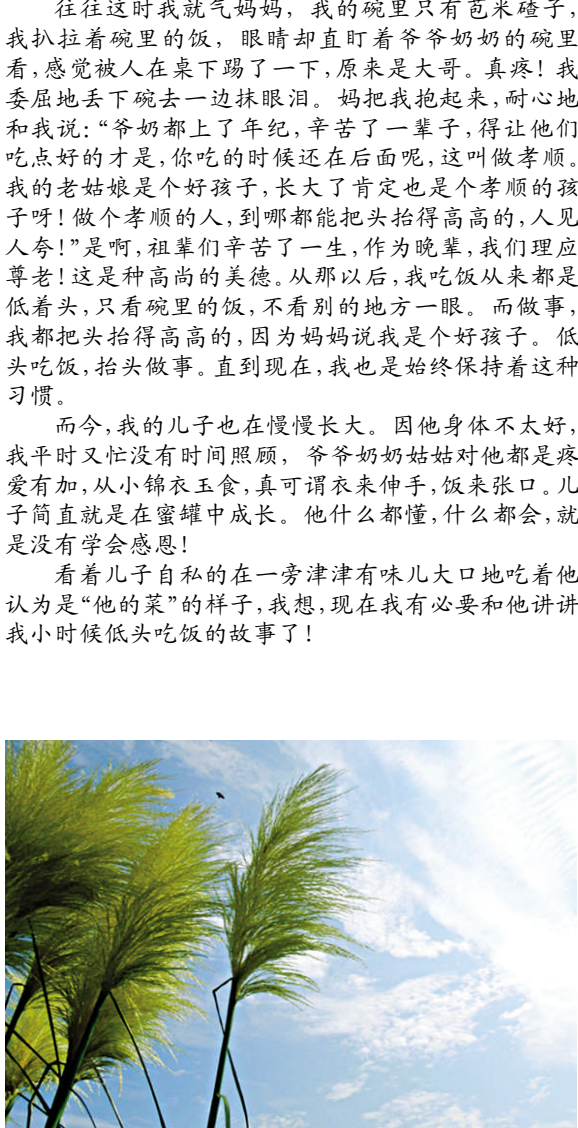 往往这时我就气妈妈，我的碗里只有苞米碴子，
我扒拉着碗里的饭，眼睛却直盯着爷爷奶奶的碗里
看，感觉被人在桌下踢了一下，原来是大哥。真疼！我
委屈地丢下碗去一边抹眼泪。妈把我抱起来，耐心地
和我说：“爷奶都上了年纪，辛苦了一辈子，得让他们
吃点好的才是，你吃的时候还在后面呢，这叫做孝顺。
我的老姑娘是个好孩子，长大了肯定也是个孝顺的孩
子呀！做个孝顺的人，到哪都能把头抬得高高的，人见
人夸！”是啊，祖辈们辛苦了一生，作为晚辈，我们理应
尊老！这是种高尚的美德。从那以后，我吃饭从来都是
低着头，只看碗里的饭，不看别的地方一眼。而做事，
我都把头抬得高高的，因为妈妈说我是个好孩子。低
头吃饭，抬头做事。直到现在，我也是始终保持着这种
习惯。
而今，我的儿子也在慢慢长大。因他身体不太好，
我平时又忙没有时间照顾，爷爷奶奶姑姑对他都是疼
爱有加，从小锦衣玉食，真可谓衣来伸手，饭来张口。儿
子简直就是在蜜罐中成长。他什么都懂，什么都会，就
是没有学会感恩！
看着儿子自私的在一旁津津有味儿大口地吃着他
认为是“他的菜”的样子，我想，现在我有必要和他讲讲
我小时候低头吃饭的故事了！